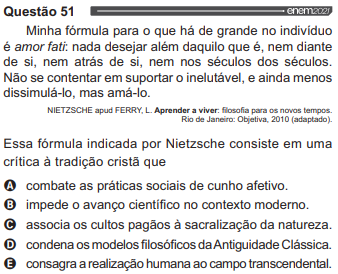 Questão 51 enem2021
Minha fórmula para o que há de grande no indivíduo
é amor fati: nada desejar além daquilo que é, nem diante
de si, nem atrás de si, nem nos séculos dos séculos.
Não se contentar em suportar o inelutável, e ainda menos
dissimulá-lo, mas amá-lo.
NIETZSCHE apud FERRY, L. Aprender a viver: filosofia para os novos tempos.
Rio de Janeiro: Objetiva, 2010 (adaptado).
Essa fórmula indicada por Nietzsche consiste em uma
crítica à tradição cristã que
A combate as práticas sociais de cunho afetivo.
B impede o avanço científico no contexto moderno.
C associa os cultos pagãos à sacralização da natureza.
D condena os modelos filosóficos da Antiguidade Clássica.
E consagra a realização humana ao campo transcendental.